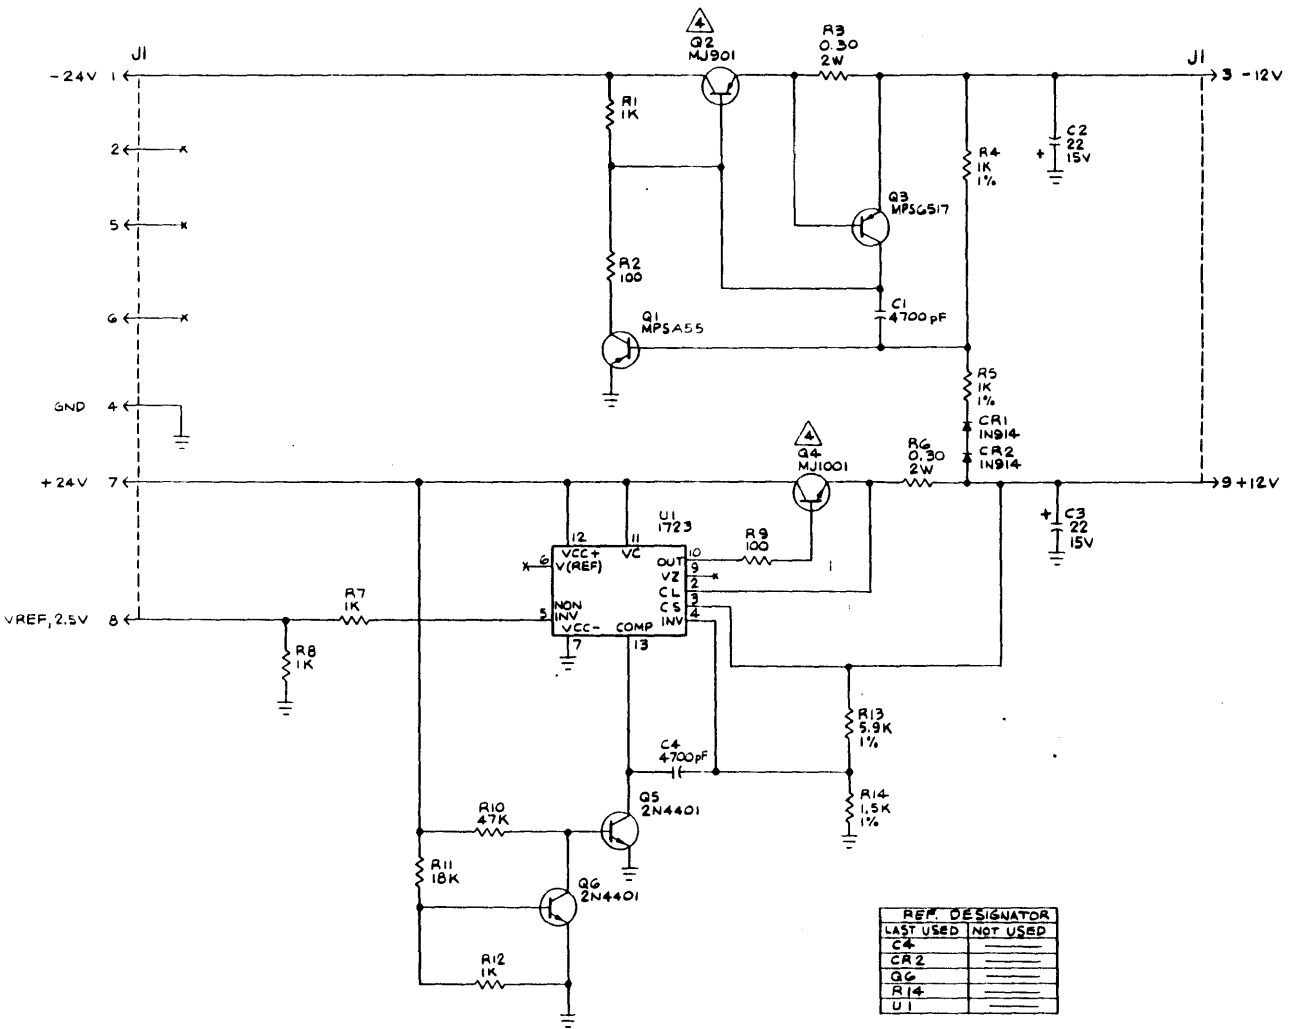 J1
-24V 1
2
5
6
GND 4
+24V 7
VREF, 2.5V 8
4
Q2
MJ901
R3
0.30
2W
J1
3 -12V
R1
1K
C2
22
15V
+
R4
1K
1%
Q3
MPS6517
R2
100
C1
4700pF
Q1
MPSA55
R5
1K
1%
CR1
1N914
CR2
1N914
4
Q4
MJ1001
R6
0.30
2W
9 +12V
+
C3
22
15V
U1
1723
12
11
VCC+
VC
6
V(REF)
OUT
10
VZ
9
CL
2
CS
3
INV
4
5
NON
INV
VCC-
COMP
7
13
R9
100
R7
1K
R8
1K
R13
5.9K
1%
C4
4700pF
R14
1.5K
1%
Q5
2N4401
R10
47K
R11
18K
Q6
2N4401
R12
1K
REF. DESIGNATOR
LAST USED NOT USED
C4
CR2
Q6
R14
U1